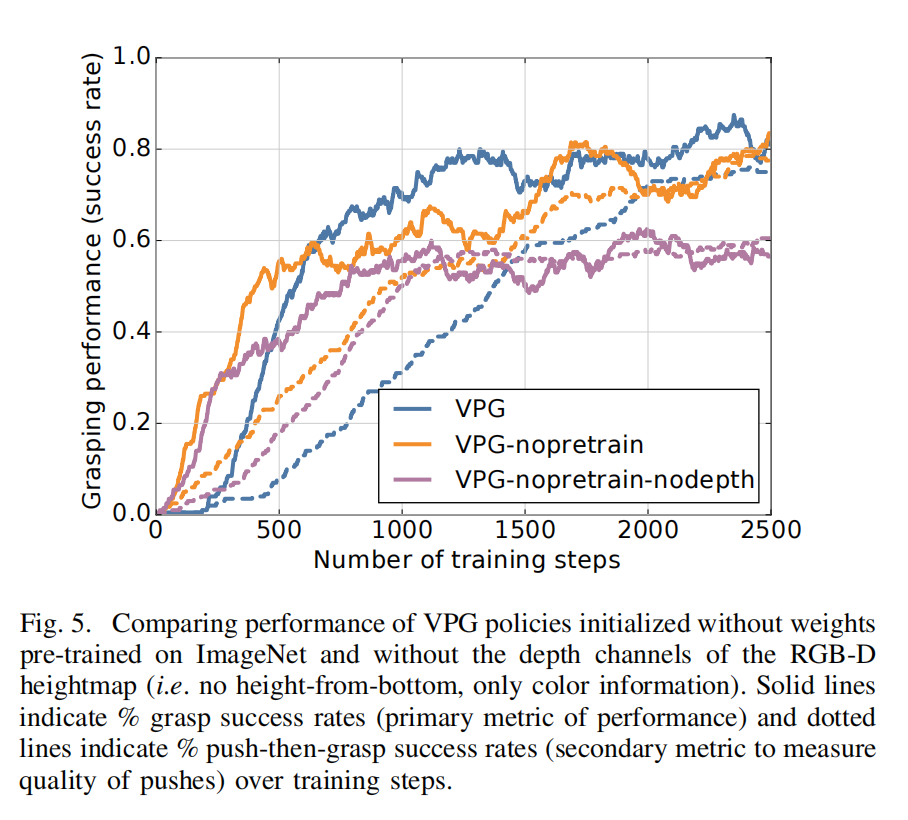 1.0
0.8
0.6
0.4
0.2
0.0
Grasping performance (success rate)
VPG
VPG-nopretrain
VPG-nopretrain-nodepth
0 500 1000 1500 2000 2500
Number of training steps
Fig. 5. Comparing performance of VPG policies initialized without weights
pre-trained on ImageNet and without the depth channels of the RGB-D
heightmap (i.e. no height-from-bottom, only color information). Solid lines
indicate % grasp success rates (primary metric of performance) and dotted
lines indicate % push-then-grasp success rates (secondary metric to measure
quality of pushes) over training steps.